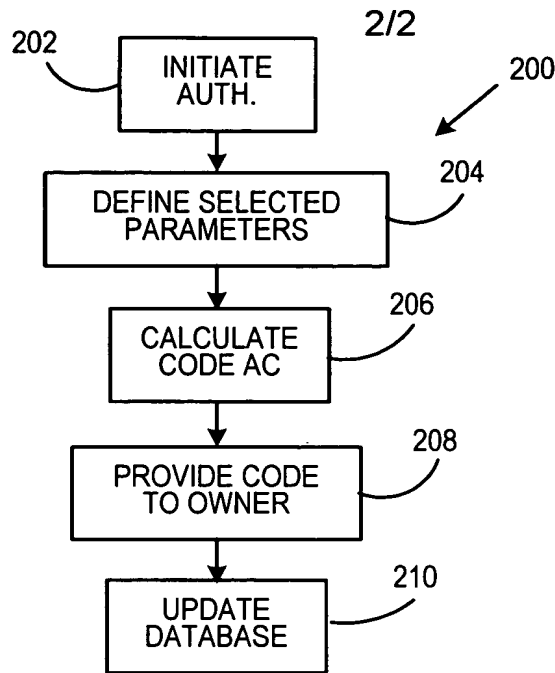 2/2
202
INITIATE
AUTH.
200
204
DEFINE SELECTED
PARAMETERS
206
CALCULATE
CODE AC
208
PROVIDE CODE
TO OWNER
210
UPDATE
DATABASE